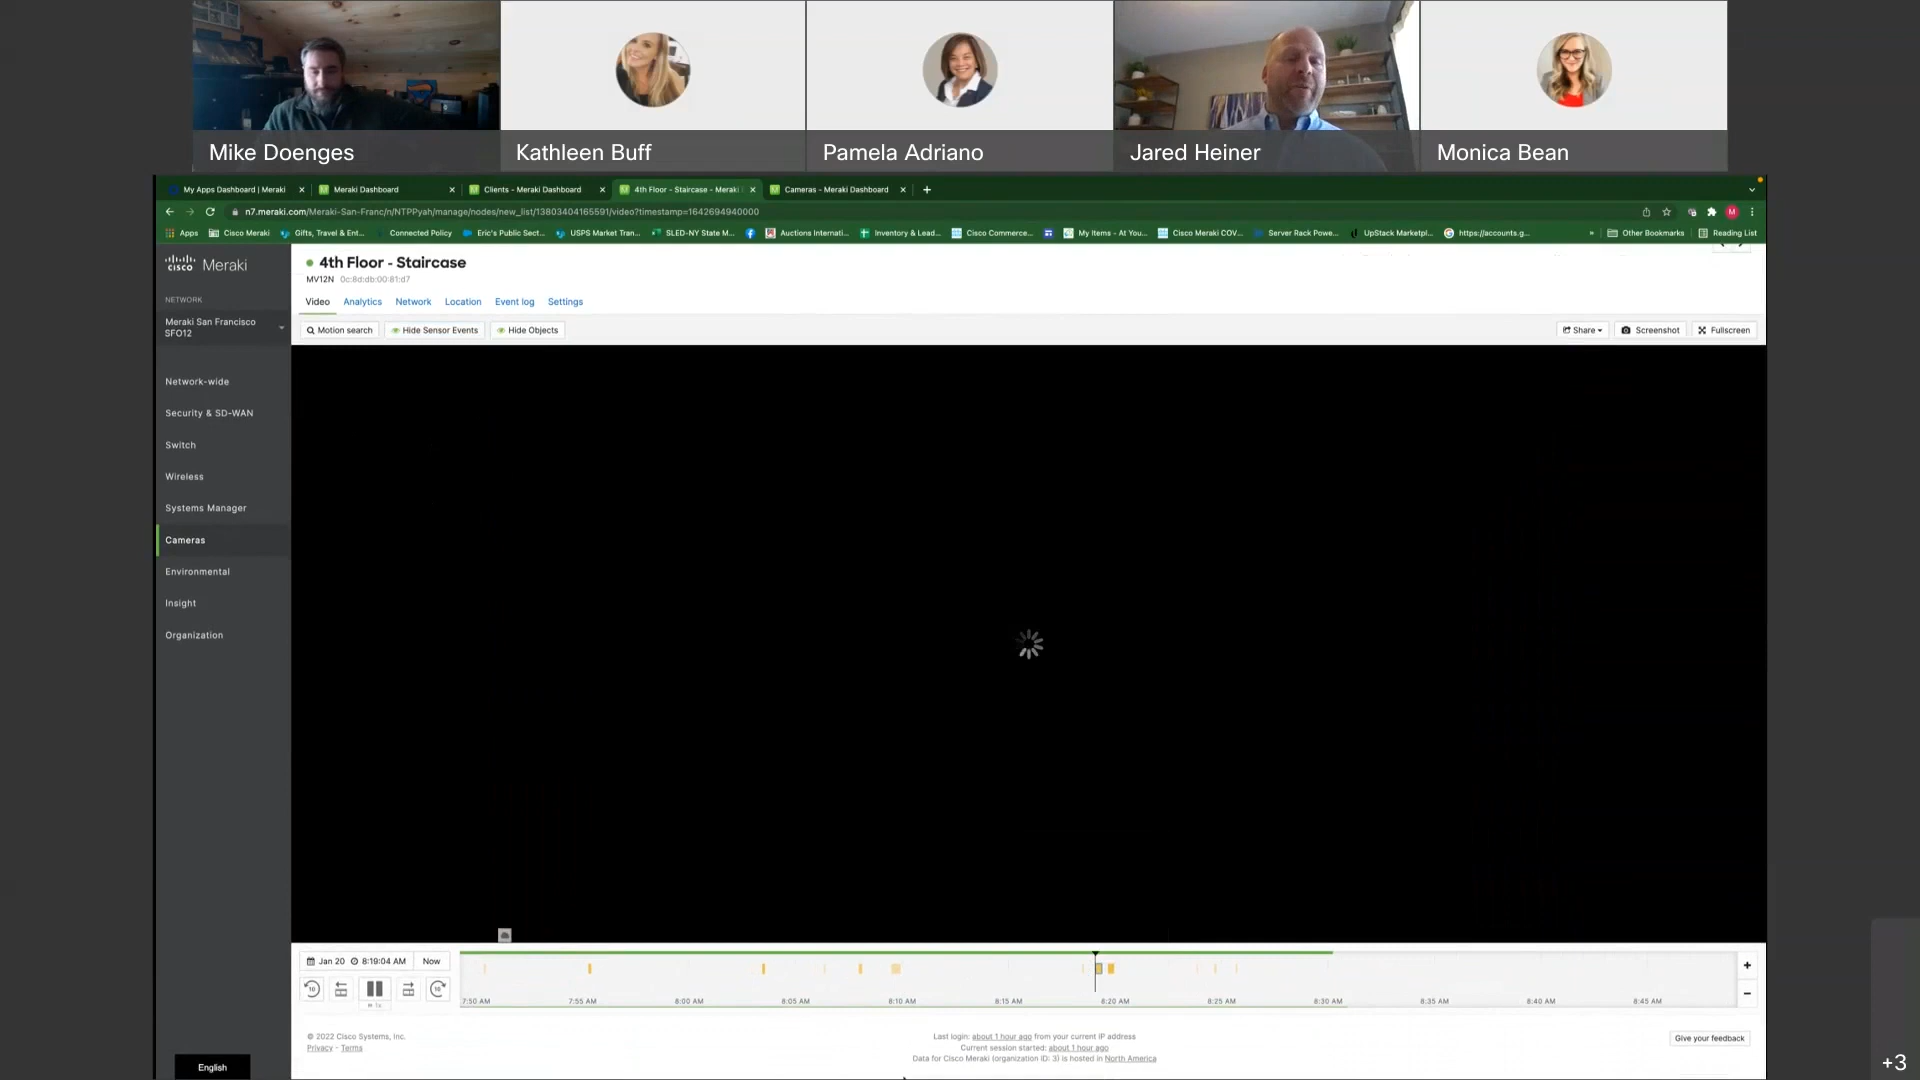 Mike Doenges
Kathleen Buff
Pamela Adriano
Jared Heiner
Monica Bean
My Apps Dashboard | Meraki
Meraki Dashboard
Clients - Meraki Dashboard
4th Floor - Staircase - Meraki
Cameras - Meraki Dashboard
n7.meraki.com/Meraki-San-Franc/n/NTPPyah/manage/nodes/new_list/13803404165591/video?timestamp=1642694940000
M
Apps
Cisco Meraki
Gifts, Travel & Ent...
Connected Policy
Eric's Public Sect...
USPS Market Tran...
SLED-NY State M...
Auctions Internati...
Inventory & Lead...
Cisco Commerce...
My Items - At You...
Cisco Meraki COV...
Server Rack Powe...
UpStack Marketpl...
https://accounts.g...
»
Other Bookmarks
Reading List
cisco Meraki
4th Floor - Staircase
MV12N 0c:8d:db:00:81:d7
NETWORK
Meraki San Francisco
SFO12
Video
Analytics
Network
Location
Event log
Settings
Motion search
Hide Sensor Events
Hide Objects
Share
Screenshot
Fullscreen
Network-wide
Security & SD-WAN
Switch
Wireless
Systems Manager
Cameras
Environmental
Insight
Organization
Jan 20 8:19:04 AM
Now
10
10
1x
7:50 AM
7:55 AM
8:00 AM
8:05 AM
8:10 AM
8:15 AM
8:20 AM
8:25 AM
8:30 AM
8:35 AM
8:40 AM
8:45 AM
+
−
© 2022 Cisco Systems, Inc.
Privacy - Terms
Last login: about 1 hour ago from your current IP address
Current session started: about 1 hour ago
Data for Cisco Meraki (organization ID: 3) is hosted in North America
Give your feedback
English
+3